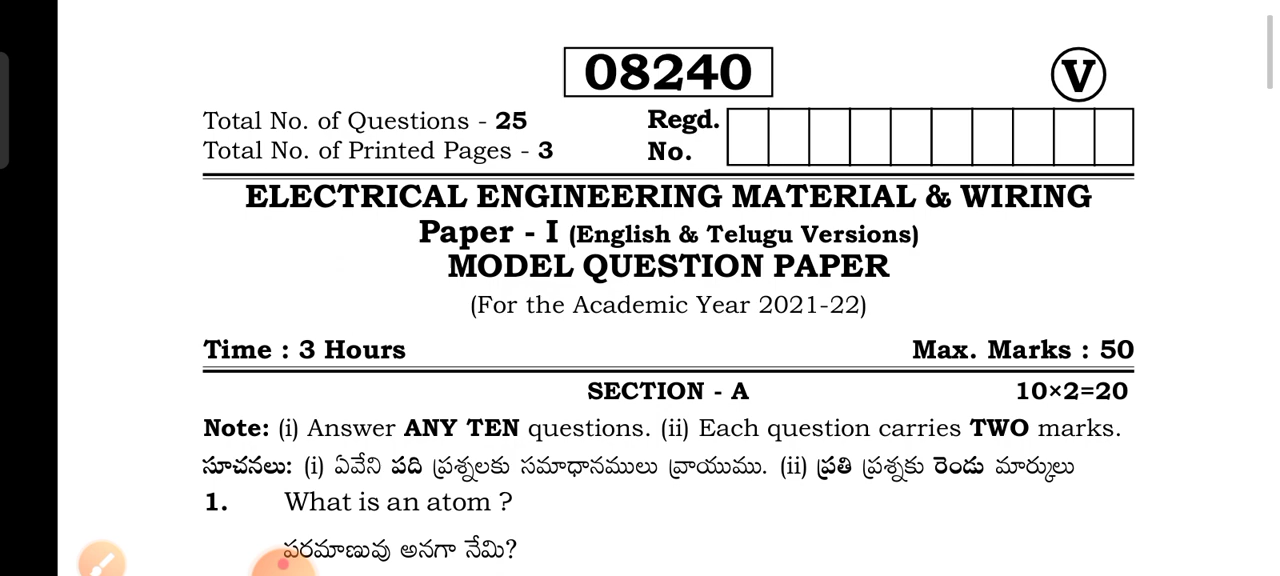 08240
V
Total No. of Questions - 25
Regd.
Total No. of Printed Pages - 3
No.
ELECTRICAL ENGINEERING MATERIAL & WIRING
Paper - I (English & Telugu Versions)
MODEL QUESTION PAPER
(For the Academic Year 2021-22)
Time : 3 Hours Max. Marks : 50
SECTION - A 10×2=20
Note: (i) Answer ANY TEN questions. (ii) Each question carries TWO marks.
సూచనలు: (i) ఏవేని పది ప్రశ్నలకు సమాధానములు వ్రాయుము. (ii) ప్రతి ప్రశ్నకు రెండు మార్కులు
1. What is an atom ?
పరమాణువు అనగా నేమి?